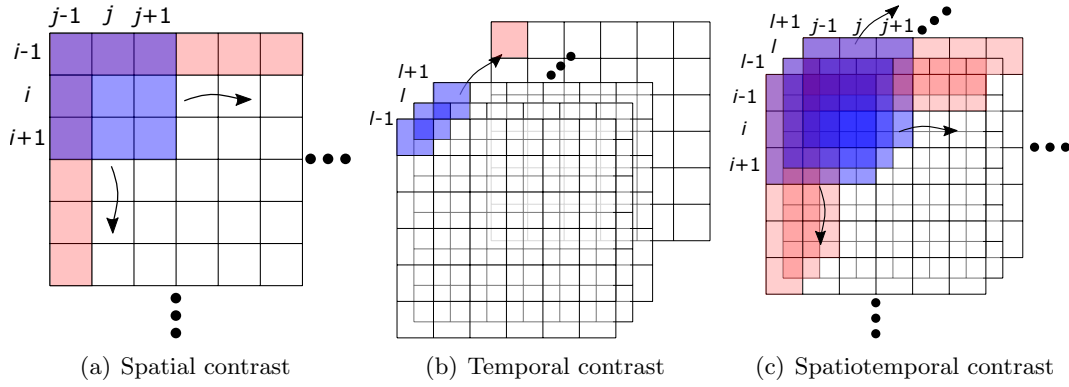 j-1 j j+1
i-1
i
i+1
l+1
l
l-1
l+1 j-1 j j+1
l
l-1
i-1
i
i+1
(a) Spatial contrast
(b) Temporal contrast
(c) Spatiotemporal contrast